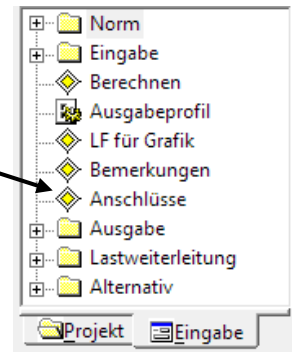 Norm
Eingabe
Berechnen
Ausgabeprofil
LF für Grafik
Bemerkungen
Anschlüsse
Ausgabe
Lastweiterleitung
Alternativ
Projekt Eingabe